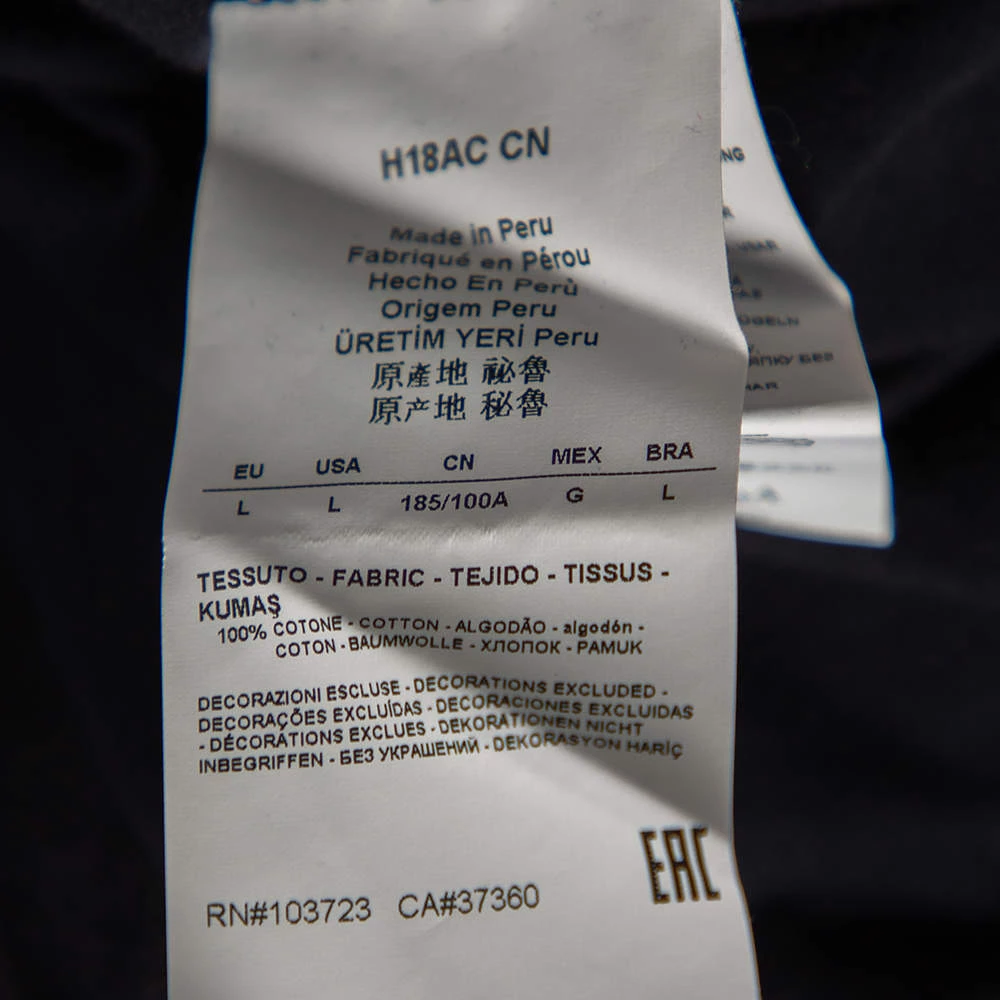 H18AC CN
Made in Peru
Fabriqué en Pérou
Hecho En Perù
Origem Peru
ÜRETİM YERİ Peru
原產地 祕魯
原产地 秘魯
EU USA CN MEX BRA
L L 185/100A G L
TESSUTO - FABRIC - TEJIDO - TISSUS -
KUMAŞ
100% COTONE - COTTON - ALGODÃO - algodón -
COTON - BAUMWOLLE - ХЛОПОК - PAMUK
DECORAZIONI ESCLUSE - DECORATIONS EXCLUDED -
DECORAÇÕES EXCLUÍDAS - DECORACIONES EXCLUIDAS
- DÉCORATIONS EXCLUES - DEKORATIONEN NICHT
INBEGRIFFEN - БЕЗ УКРАШЕНИЙ - DEKORASYON HARİÇ
EAC
RN#103723 CA#37360